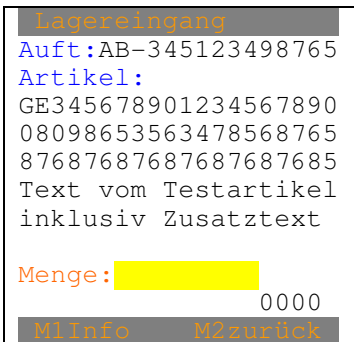 Lagereingang
Auft:AB-345123498765
Artikel:
GE345678901234567890
08098653563478568765
87687687687687687685
Text vom Testartikel
inklusiv Zusatztext
Menge:
0000
M1Info M2zurück